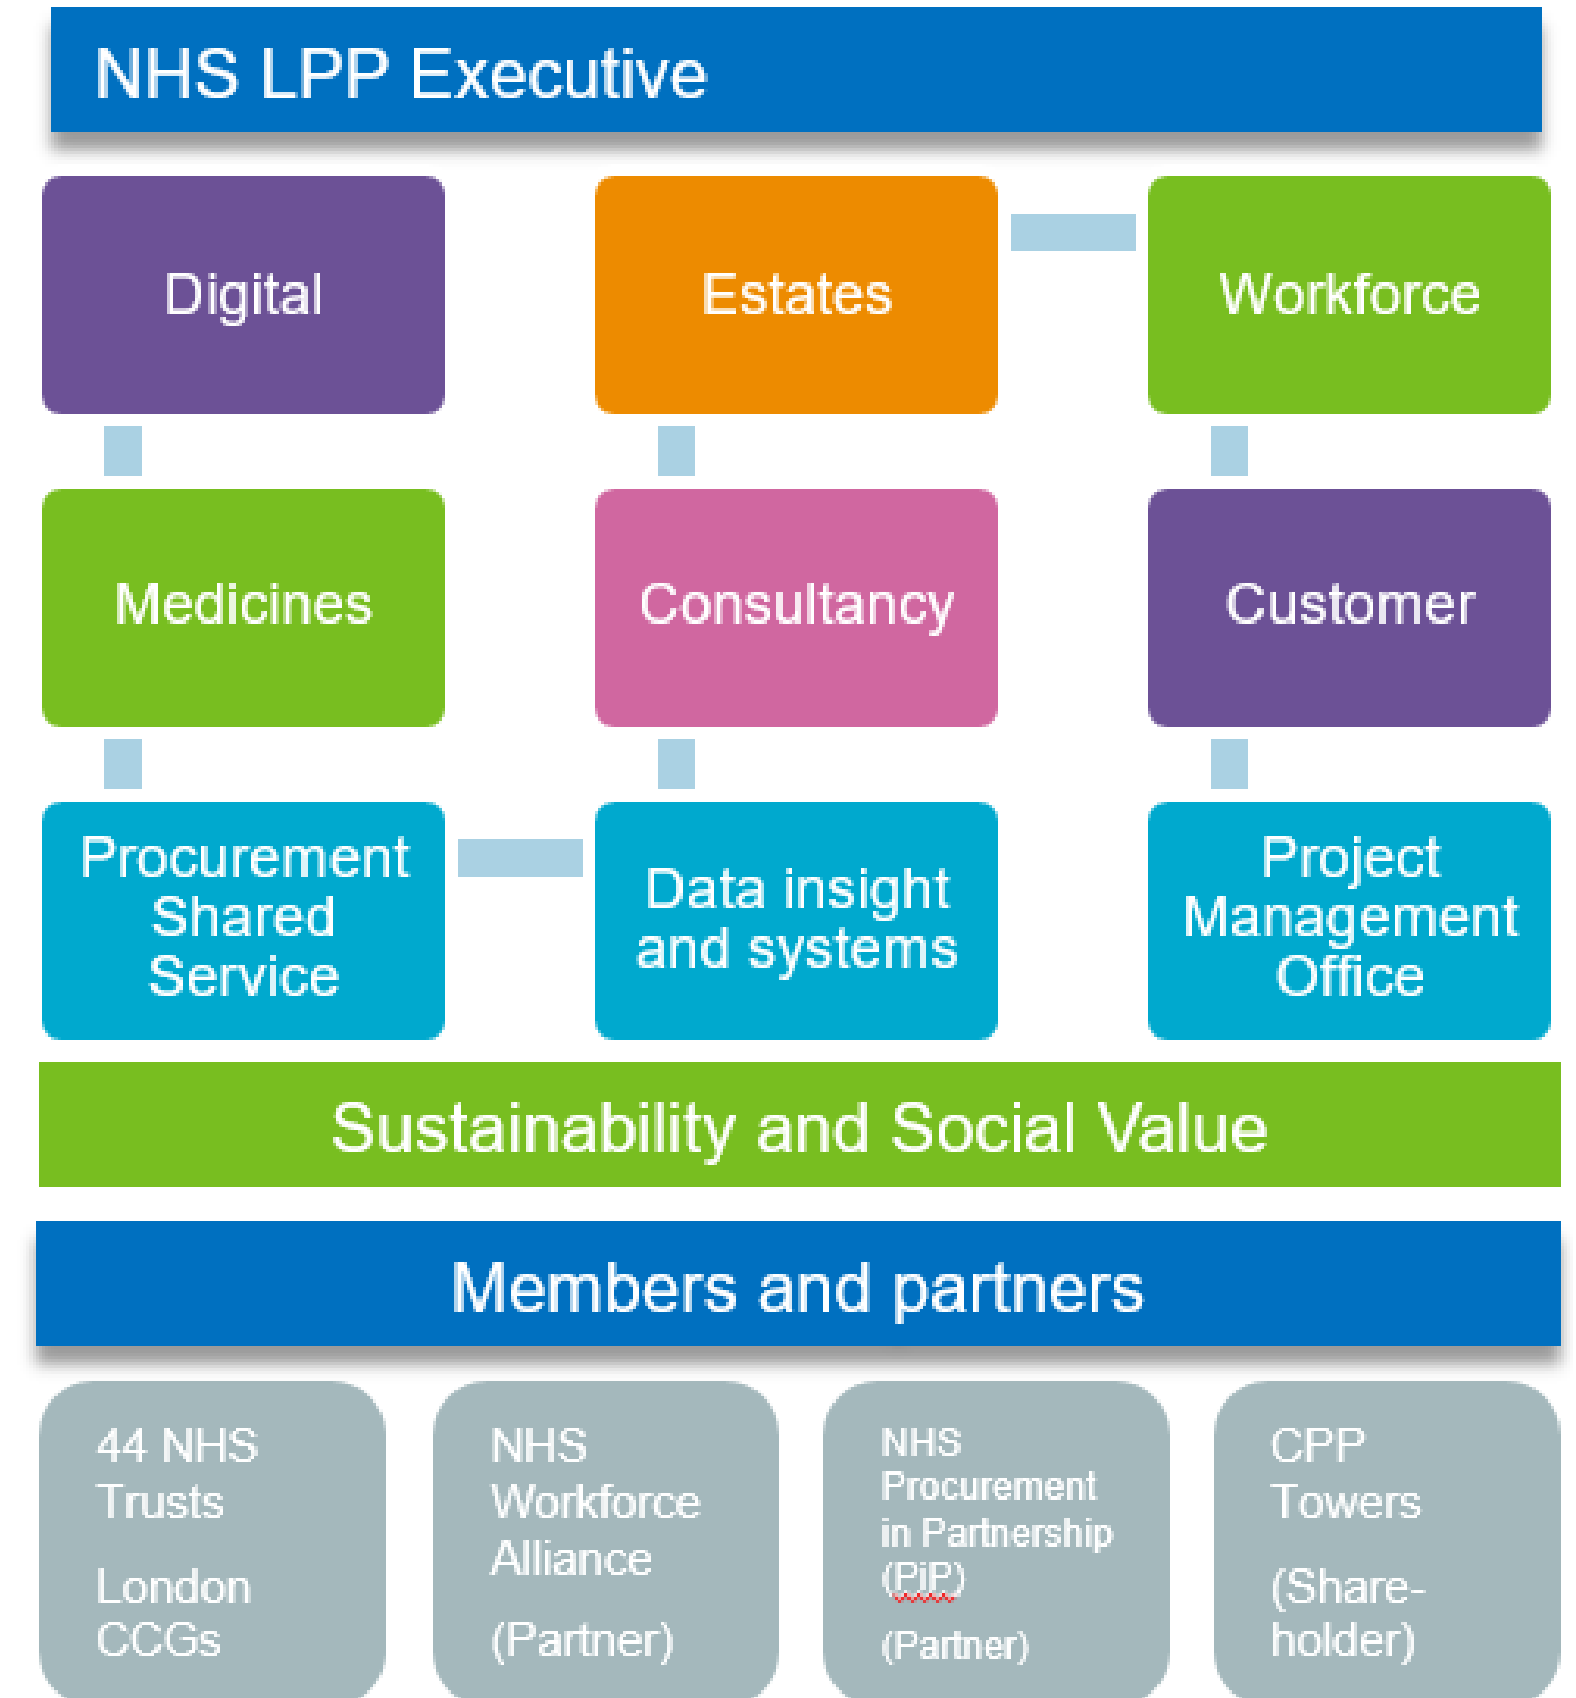 NHS LPP Executive
Digital
Estates
Workforce
Medicines
Consultancy
Customer
Procurement
Shared
Service
Data insight
and systems
Project
Management
Office
Sustainability and Social Value
Members and partners
44 NHS
Trusts
London
CCGs
NHS
Workforce
Alliance
(Partner)
NHS
Procurement
in Partnership
(PiP)
(Partner)
CPP
Towers
(Share-
holder)